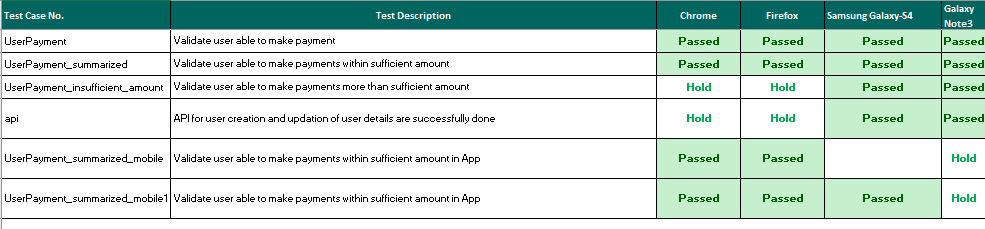 Test Case No. Test Description Chrome Firefox Samsung Galaxy-S4 Galaxy Note3
UserPayment Validate user able to make payment Passed Passed Passed Passed
UserPayment_summarized Validate user able to make payments within sufficient amount Passed Passed Passed Passed
UserPayment_insufficient_amount Validate user able to make payments more than sufficient amount Hold Hold Passed Passed
api API for user creation and updation of user details are successfully done Hold Hold Passed Passed
UserPayment_summarized_mobile Validate user able to make payments within sufficient amount in App Passed Passed Hold
UserPayment_summarized_mobile1 Validate user able to make payments within sufficient amount in App Passed Passed Passed Hold